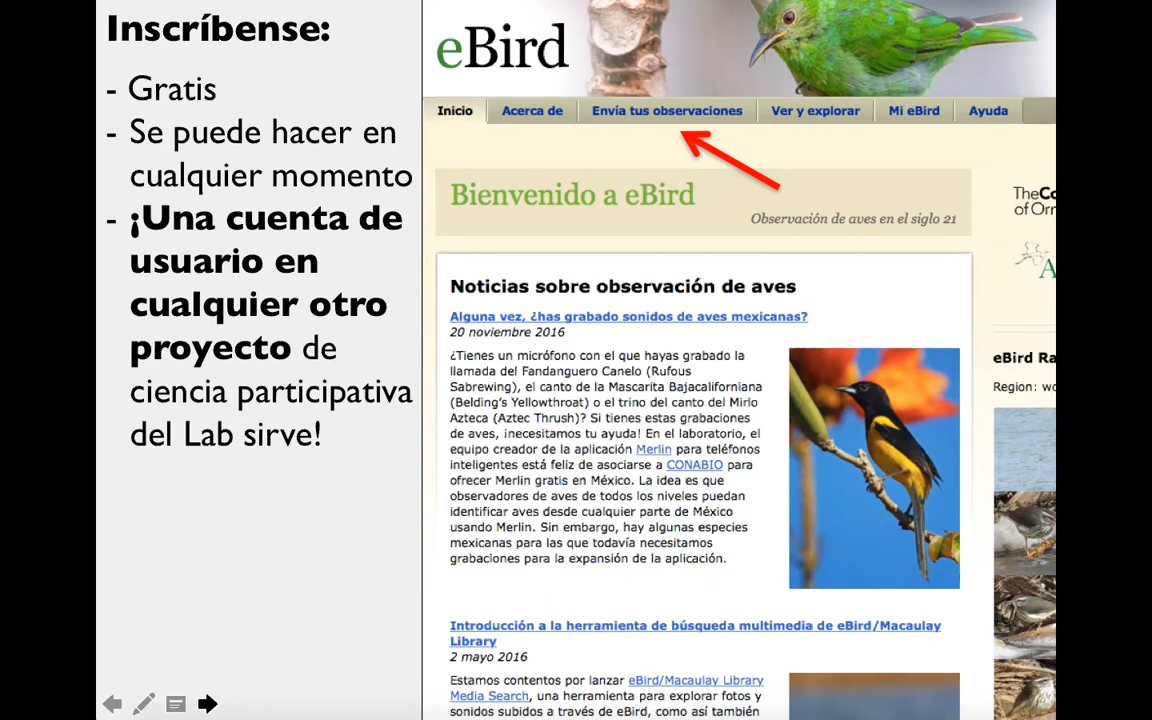 Inscríbense:
- Gratis
- Se puede hacer en
cualquier momento
- ¡Una cuenta de
usuario en
cualquier otro
proyecto de
ciencia participativa
del Lab sirve!
eBird
Inicio
Acerca de
Envía tus observaciones
Ver y explorar
Mi eBird
Ayuda
Bienvenido a eBird
Observación de aves en el siglo 21
Noticias sobre observación de aves
Alguna vez, ¿has grabado sonidos de aves mexicanas?
20 noviembre 2016
¿Tienes un micrófono con el que hayas grabado la
llamada del Fandanguero Canelo (Rufous
Sabrewing), el canto de la Mascarita Bajacaliforniana
(Belding's Yellowthroat) o el trino del canto del Mirlo
Azteca (Aztec Thrush)? Si tienes estas grabaciones
de aves, ¡necesitamos tu ayuda! En el laboratorio, el
equipo creador de la aplicación Merlin para teléfonos
inteligentes está feliz de asociarse a CONABIO para
ofrecer Merlin gratis en México. La idea es que
observadores de aves de todos los niveles puedan
identificar aves desde cualquier parte de México
usando Merlin. Sin embargo, hay algunas especies
mexicanas para las que todavía necesitamos
grabaciones para la expansión de la aplicación.
Introducción a la herramienta de búsqueda multimedia de eBird/Macaulay
Library
2 mayo 2016
Estamos contentos por lanzar eBird/Macaulay Library
Media Search, una herramienta para explorar fotos y
sonidos subidos a través de eBird, como así también
The Co
of Orn
A
eBird Ra
Region: wo